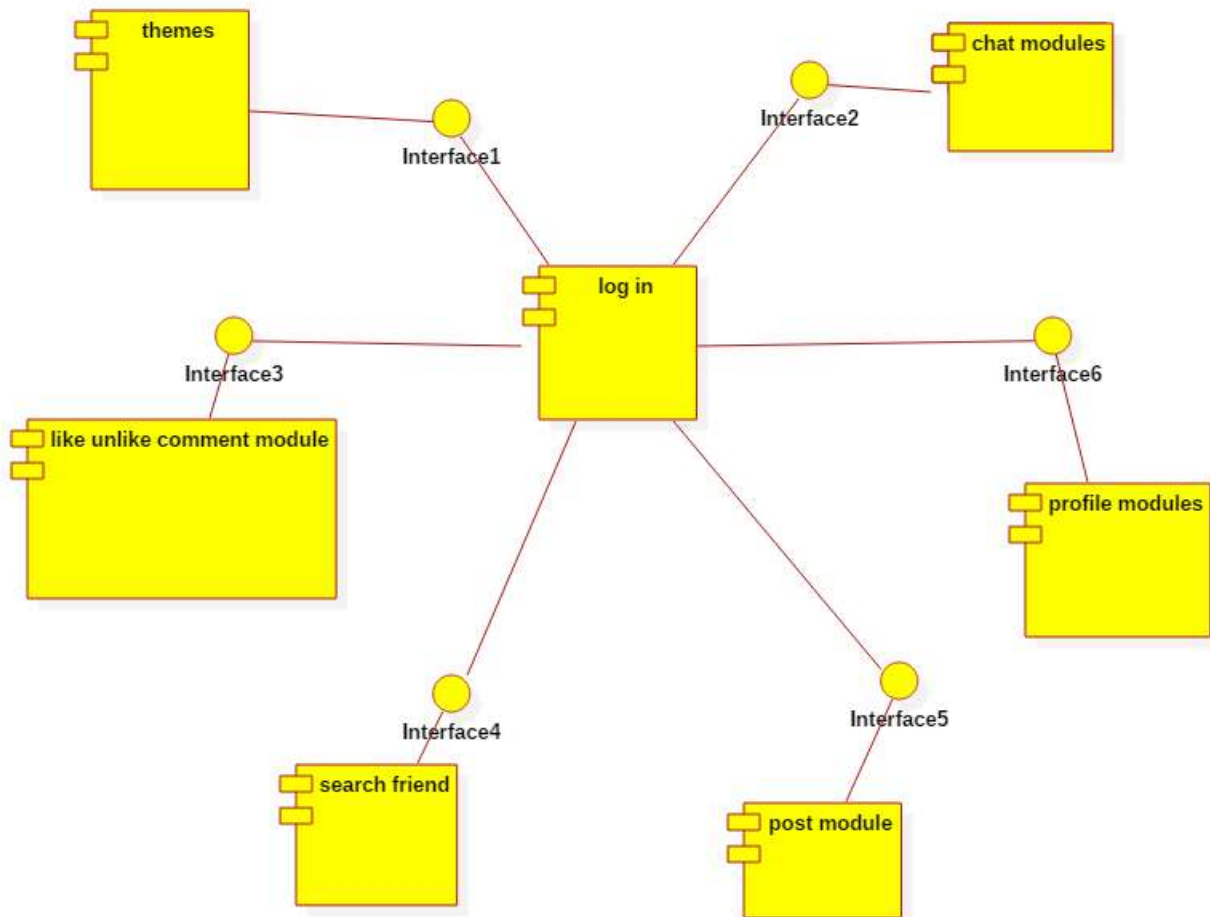 themes
chat modules
Interface2
Interface1
log in
Interface3
Interface6
like unlike comment module
profile modules
Interface4
Interface5
search friend
post module